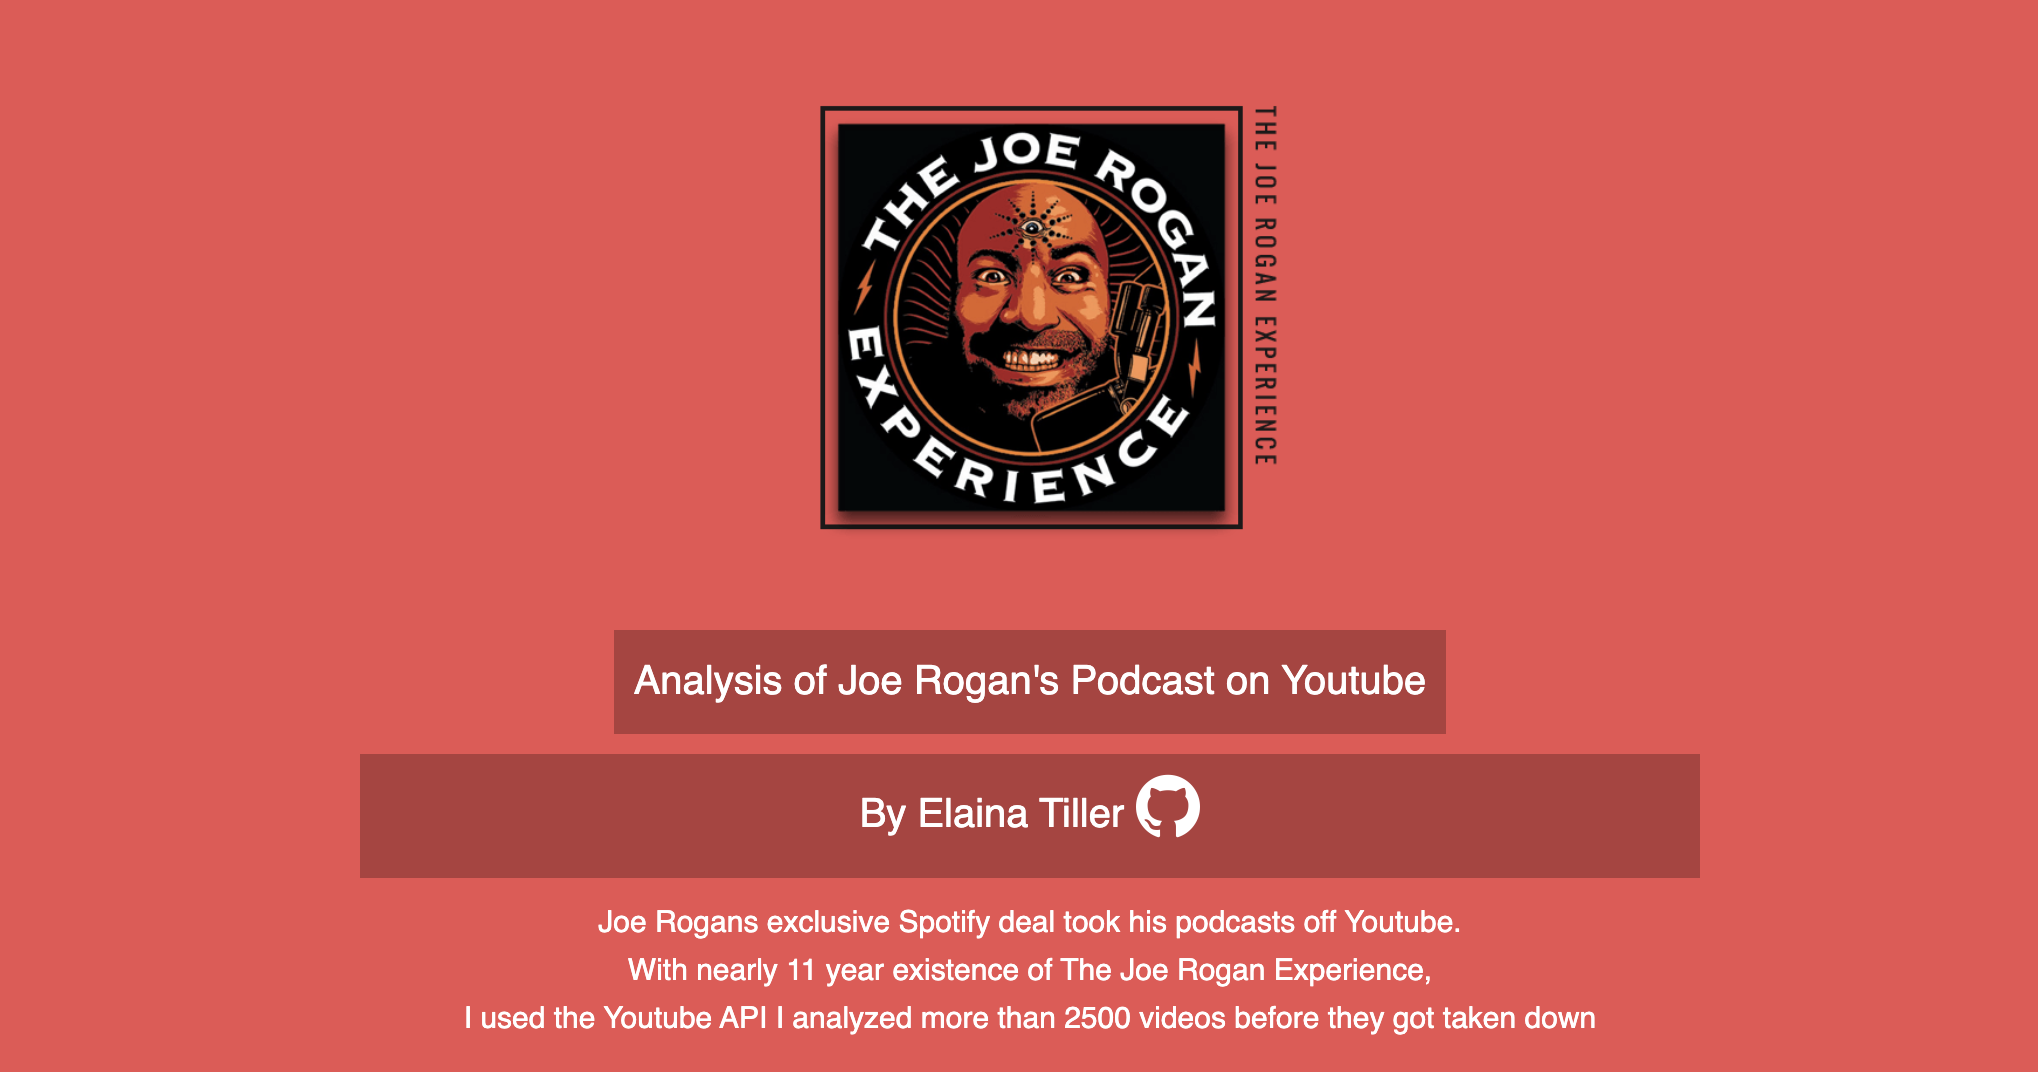 THE JOE ROGAN
EXPERIENCE
THE JOE ROGAN EXPERIENCE
Analysis of Joe Rogan's Podcast on Youtube
By Elaina Tiller
Joe Rogans exclusive Spotify deal took his podcasts off Youtube.
With nearly 11 year existence of The Joe Rogan Experience,
I used the Youtube API I analyzed more than 2500 videos before they got taken down